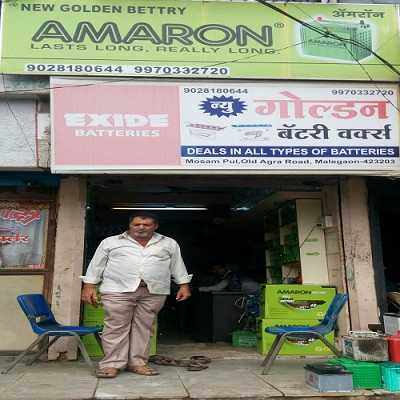 NEW GOLDEN BETTRY
AMARON®
LASTS LONG, REALLY LONG.
अ‍ॅमरॉन
9028180644 9970332720
EXIDE
BATTERIES
9028180644 9970332720
न्यु गोल्डन
बॅटरी वर्क्स
DEALS IN ALL TYPES OF BATTERIES
Mosam Pul, Old Agra Road, Malegaon-423203
AMARON